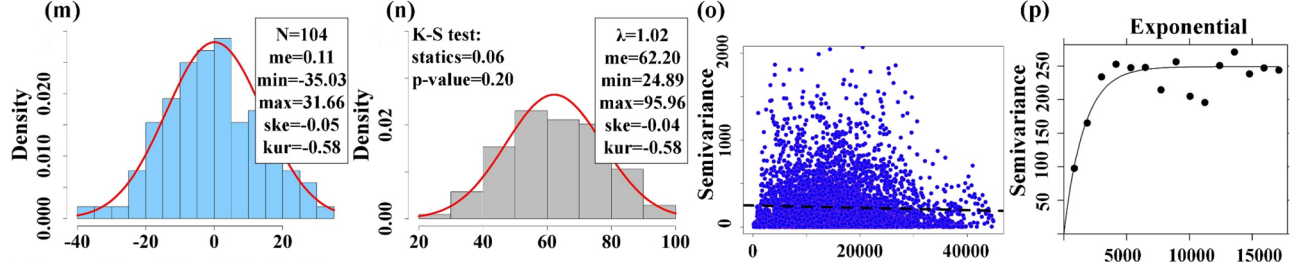 (m)
N=104
me=0.11
min=-35.03
max=31.66
ske=-0.05
kur=-0.58
Density
0.000
0.010
0.020
-40
-20
0
20
(n)
K-S test:
statics=0.06
p-value=0.20
λ=1.02
me=62.20
min=24.89
max=95.96
ske=-0.04
kur=-0.58
Density
0.00
0.02
20
40
60
80
100
(o)
Semivariance
0
1000
2000
0
20000
40000
(p)
Exponential
Semivariance
50
100
150
200
250
5000
10000
15000